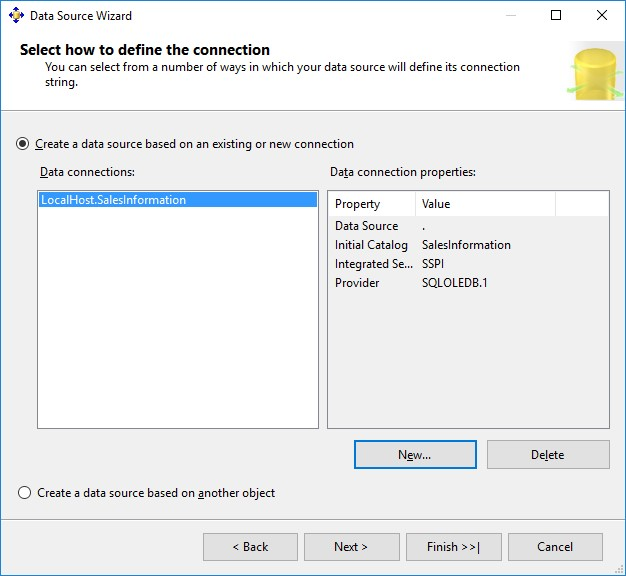 Data Source Wizard
Select how to define the connection
You can select from a number of ways in which your data source will define its connection
string.
Create a data source based on an existing or new connection
Data connections:
Data connection properties:
LocalHost.SalesInformation
Property Value
Data Source .
Initial Catalog SalesInformation
Integrated Se... SSPI
Provider SQLOLEDB.1
New... Delete
Create a data source based on another object
< Back Next > Finish >>| Cancel